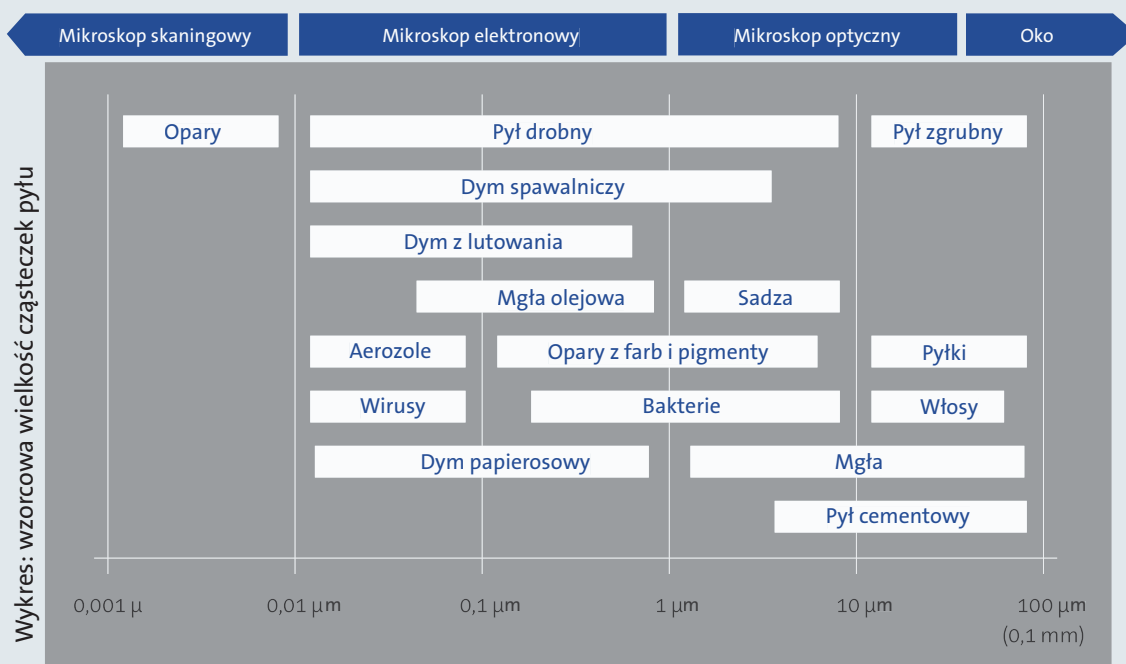 Mikroskop skaningowy
Mikroskop elektronowy
Mikroskop optyczny
Oko
Wykres: wzorcowa wielkość cząsteczek pyłu
Opary
Pył drobny
Pył zgrubny
Dym spawalniczy
Dym z lutowania
Mgła olejowa
Sadza
Aerozole
Opary z farb i pigmenty
Pyłki
Wirusy
Bakterie
Włosy
Dym papierosowy
Mgła
Pył cementowy
0,001 µ
0,01 µm
0,1 µm
1 µm
10 µm
100 µm
(0,1 mm)